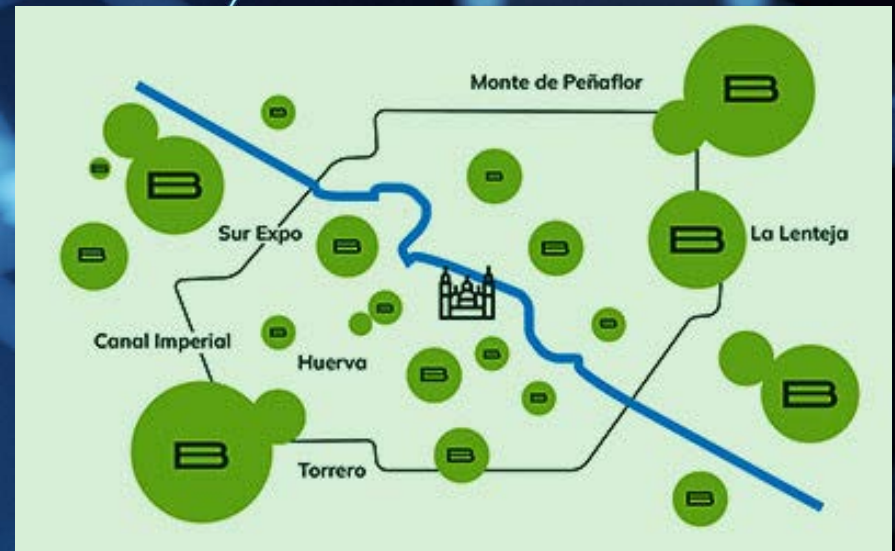 Monte de Peñaflor
Sur Expo
La Lenteja
Canal Imperial
Huerva
Torrero